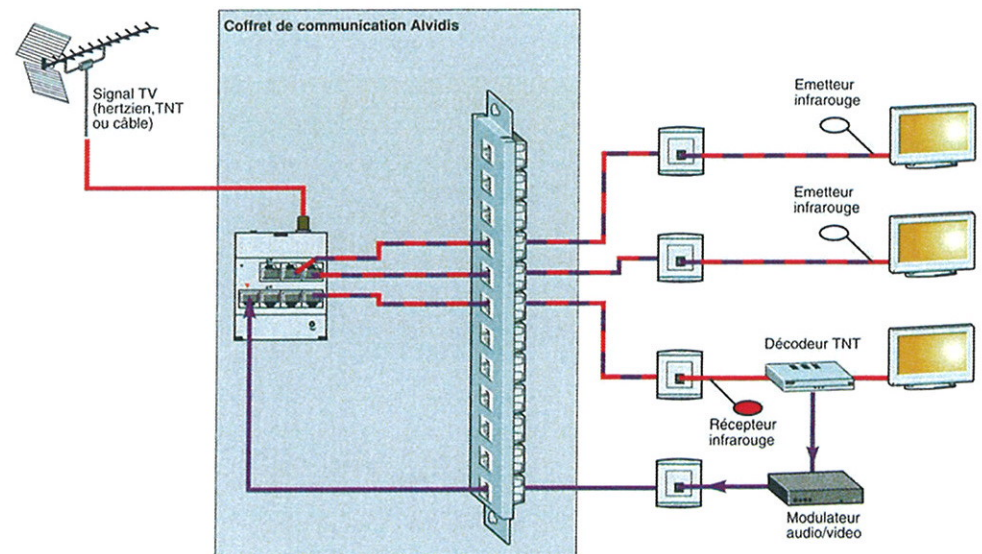 Coffret de communication Alvidis
Signal TV
(hertzien,TNT
ou câble)
Emetteur
infrarouge
Emetteur
infrarouge
Décodeur TNT
Récepteur
infrarouge
Modulateur
audio/video